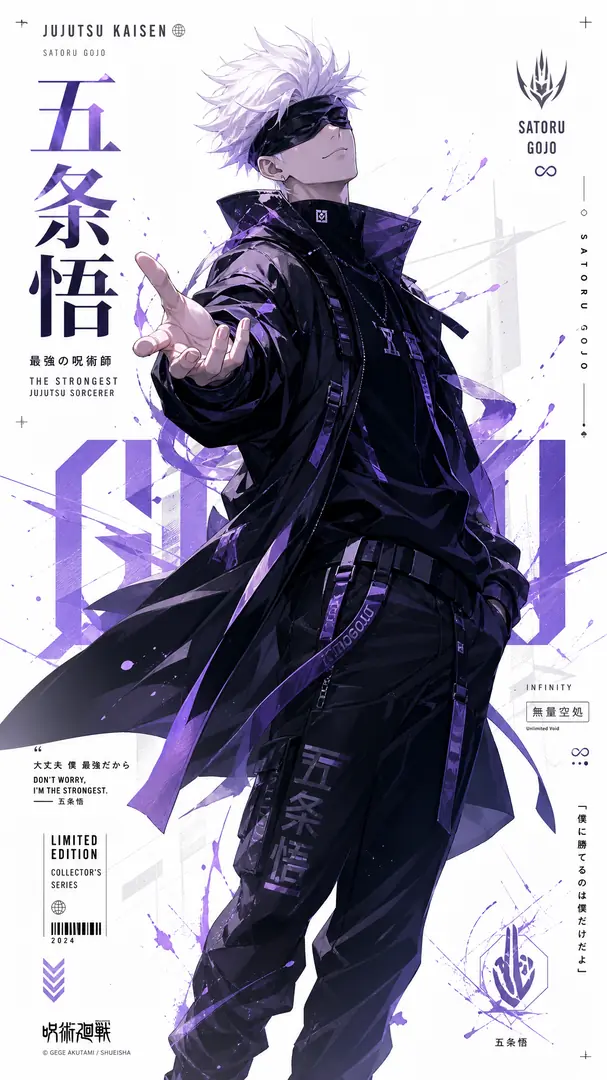 JUJUTSU KAISEN
SATORU GOJO
五条悟
最強の呪術師
THE STRONGEST
JUJUTSU SORCERER
SATORU
GOJO
SATORU GOJO
五条悟
INFINITY
無量空処
Unlimited Void
“
大丈夫 僕 最強だから
DON'T WORRY,
I'M THE STRONGEST.
五条悟
LIMITED
EDITION
COLLECTOR'S
SERIES
2024
「僕に勝てるのは僕だけだよ」
五条悟
呪術廻戦
© GEGE AKUTAMI / SHUEISHA